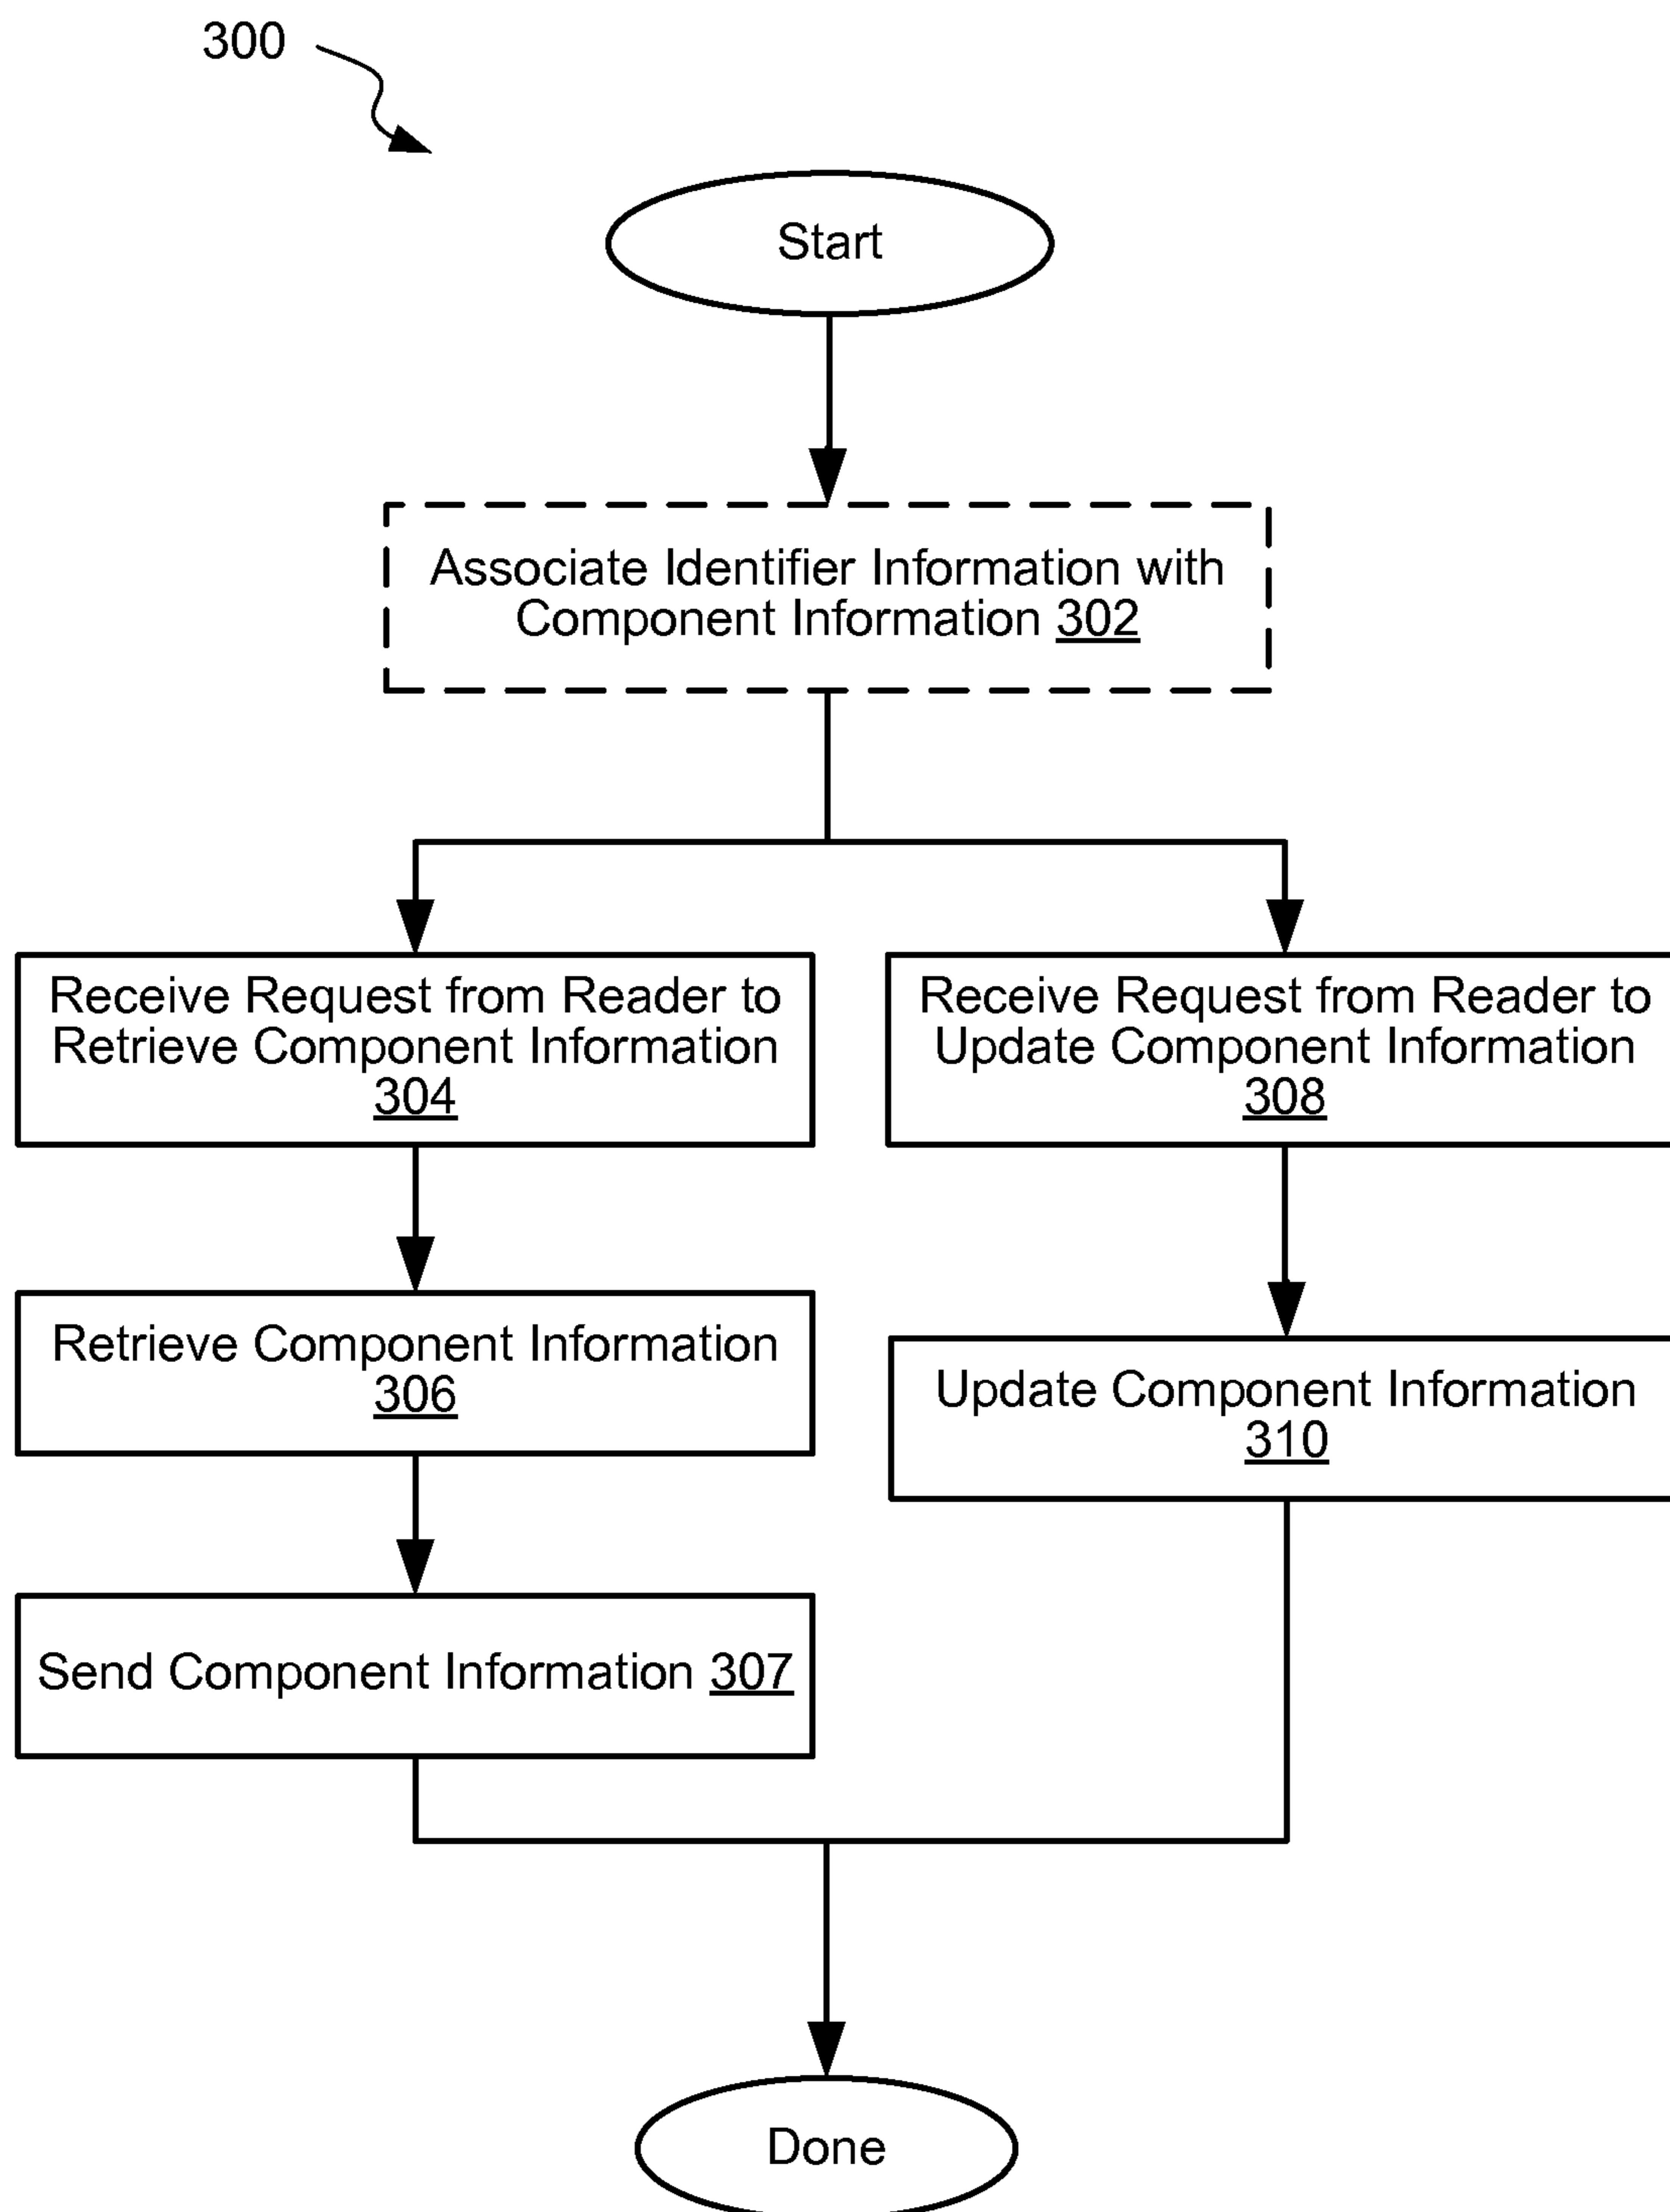 300
Start
Associate Identifier Information with
Component Information 302
Receive Request from Reader to
Retrieve Component Information
304
Receive Request from Reader to
Update Component Information
308
Retrieve Component Information
306
Update Component Information
310
Send Component Information 307
Done